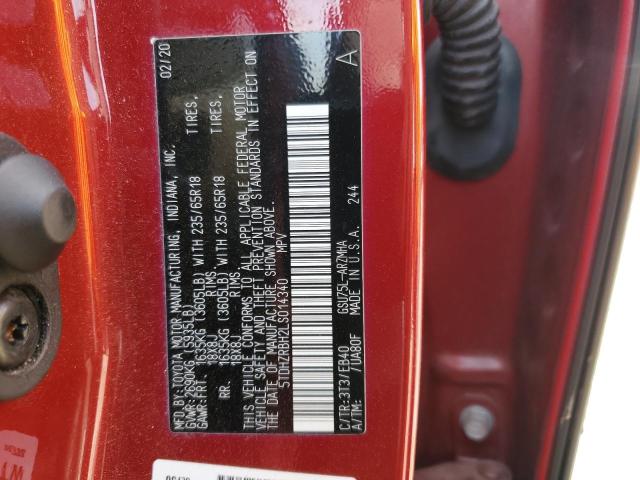 MFD.BY:TOYOTA MOTOR MANUFACTURING, INDIANA, INC. 02/20
GVWR:2690KG (5935LB)
GAWR:FRT. 1635KG (3605LB) WITH 235/65R18 TIRES,
18X8J RIMS.
RR. 1635KG (3605LB) WITH 235/65R18 TIRES,
18X8J RIMS.
THIS VEHICLE CONFORMS TO ALL APPLICABLE FEDERAL MOTOR
VEHICLE SAFETY AND THEFT PREVENTION STANDARDS IN EFFECT ON
THE DATE OF MANUFACTURE SHOWN ABOVE.
5TDHZRBH2LS014340 MPV
A
C/TR:3T3/EB40 GSU75L-ARZMHA
A/TM: /UA80F MADE IN U.S.A. 244